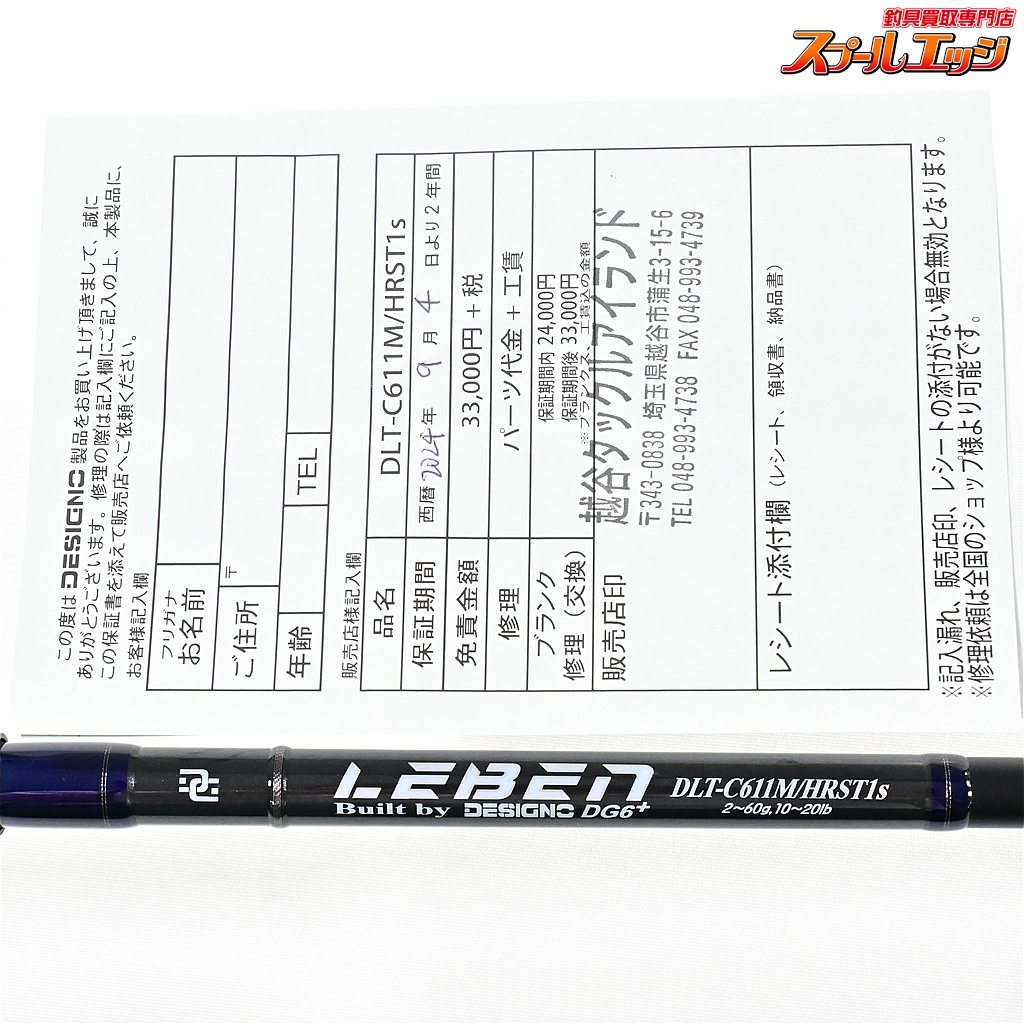 釣具買取専門店
スプールエッジ
この度は DESIGNO 製品をお買い上げ頂きまして、誠に
ありがとうございます。修理の際は記入欄にご記入の上、本製品に、
この保証書を添えて販売店へご依頼ください。
お客様記入欄
フリガナ
お名前
ご住所
〒
年齢
TEL
販売店様記入欄
品名 DLT-C611M/HRST1s
保証期間 西暦 2024年 9月 4日より2年間
免責金額 33,000円 + 税
修理 パーツ代金 + 工賃
ブランク
修理（交換）
保証期間内 24,000円
保証期間後 33,000円
※ブランクス、工賃込の金額
販売店印
越谷タックルアイランド
〒343-0838 埼玉県越谷市蒲生3-15-6
TEL 048-993-4738 FAX 048-993-4739
レシート添付欄（レシート、領収書、納品書）
※記入漏れ、販売店印、レシートの添付がない場合無効となります。
※修理依頼は全国のショップ様より可能です。
LEBEN
Built by DESIGNO DG6+
DLT-C611M/HRST1s
2~60g, 10~20lb